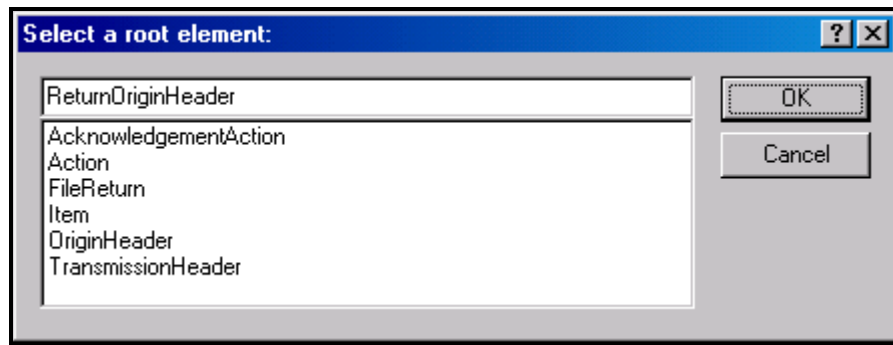 Select a root element:
ReturnOriginHeader
OK
AcknowledgementAction
Action
Cancel
FileReturn
Item
OriginHeader
TransmissionHeader